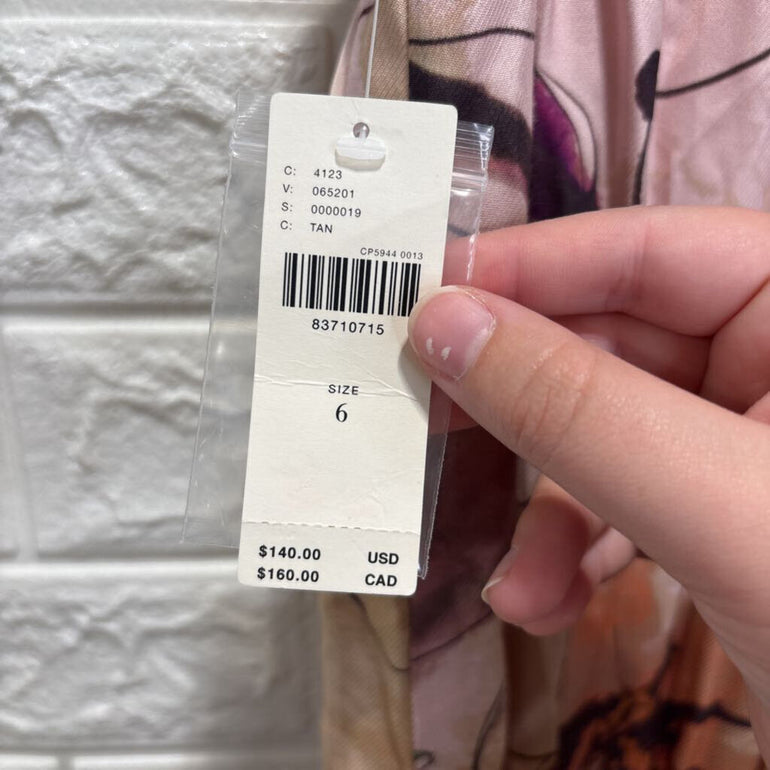 C: 4123
V: 065201
S: 0000019
C: TAN
CP5944 0013
83710715
SIZE
6
$140.00 USD
$160.00 CAD